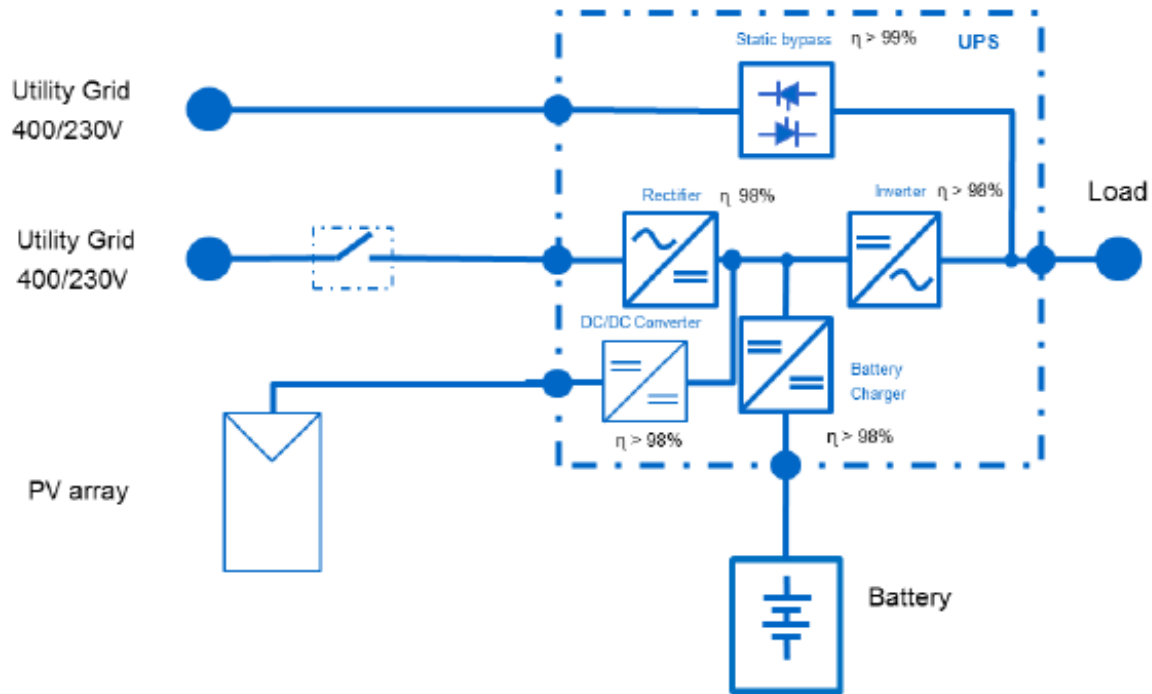 Static bypass η > 99% UPS
Utility Grid
400/230V
Rectifier η 98%
Inverter η > 98%
Load
Utility Grid
400/230V
DC/DC Converter
Battery
Charger
η > 98%
η > 98%
PV array
Battery